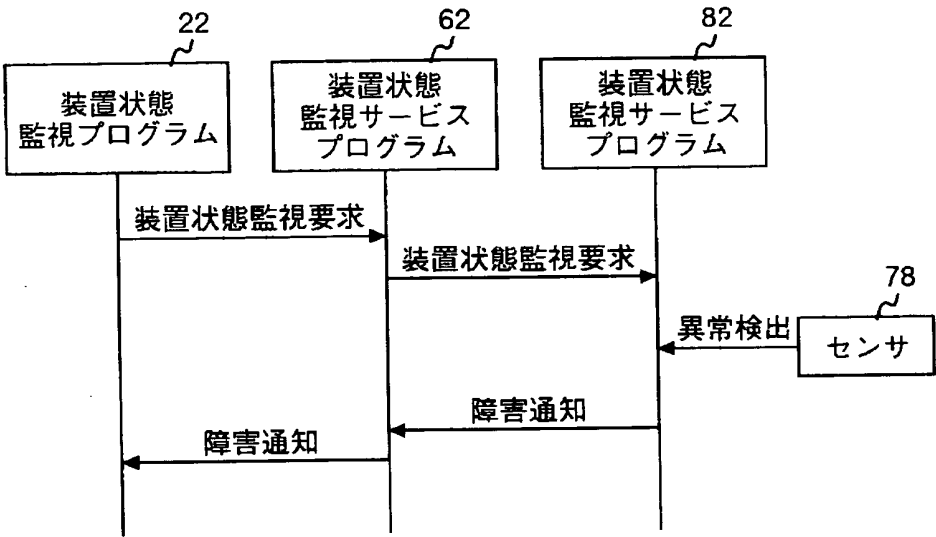 22
62
82
装置状態
監視プログラム
装置状態
監視サービス
プログラム
装置状態
監視サービス
プログラム
装置状態監視要求
装置状態監視要求
78
異常検出
センサ
障害通知
障害通知